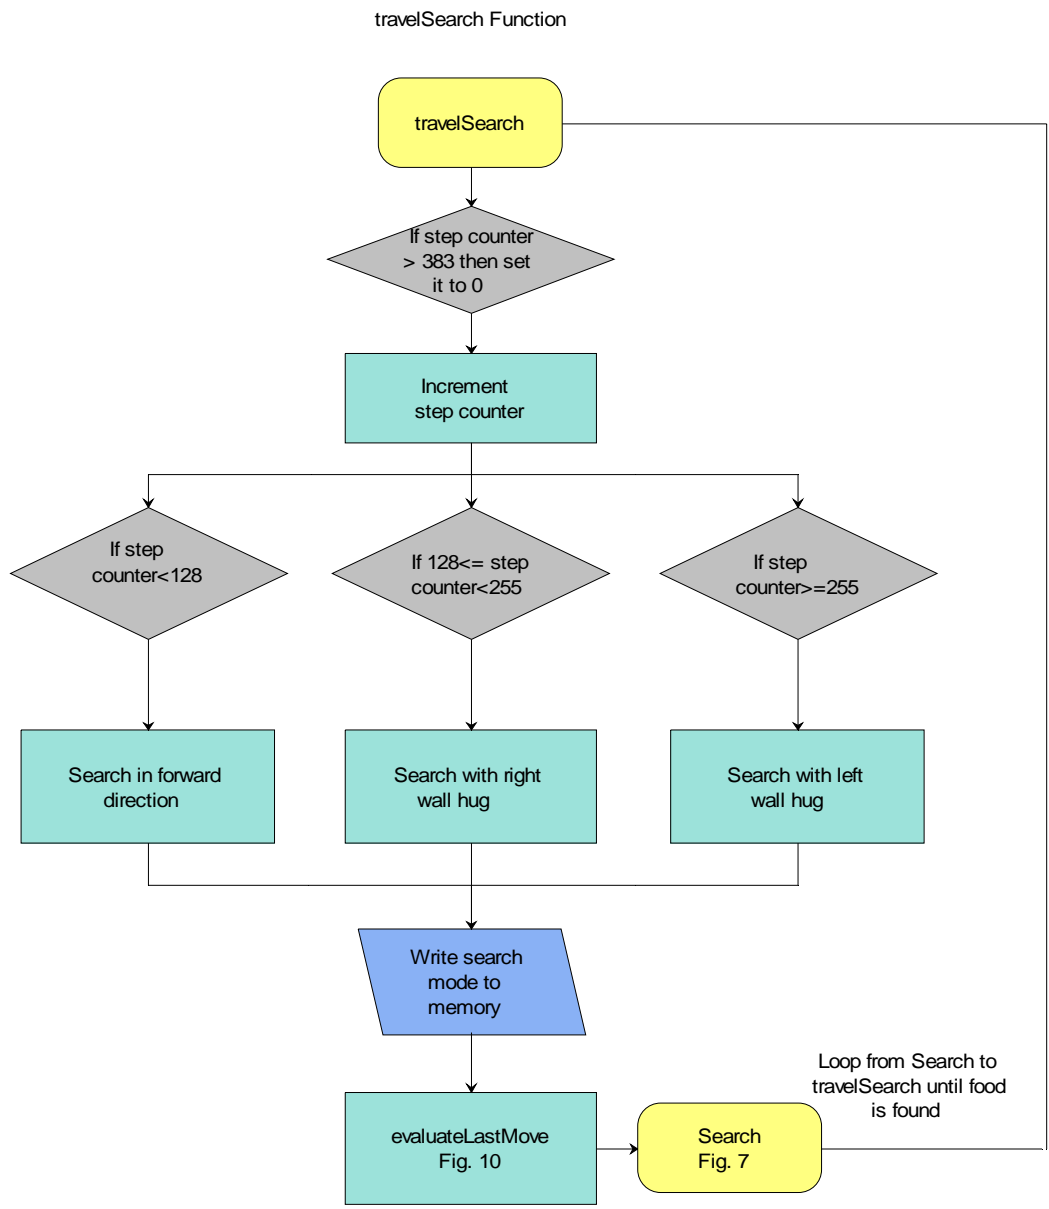 travelSearch Function
travelSearch
If step counter
> 383 then set
it to 0
Increment
step counter
If step
counter<128
If 128<= step
counter<255
If step
counter>=255
Search in forward
direction
Search with right
wall hug
Search with left
wall hug
Write search
mode to
memory
Loop from Search to
travelSearch until food
is found
evaluateLastMove
Fig. 10
Search
Fig. 7